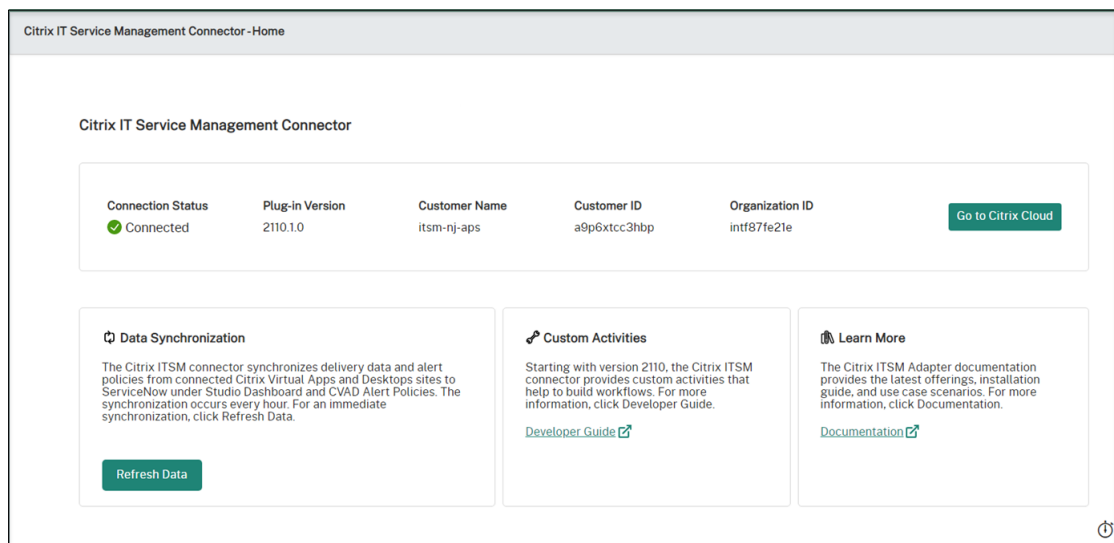 Citrix IT Service Management Connector - Home
Citrix IT Service Management Connector
Connection Status
Plug-in Version
Customer Name
Customer ID
Organization ID
Connected
2110.1.0
itsm-nj-aps
a9p6xtcc3hbp
intf87fe21e
Go to Citrix Cloud
Data Synchronization
The Citrix ITSM connector synchronizes delivery data and alert
policies from connected Citrix Virtual Apps and Desktops sites to
ServiceNow under Studio Dashboard and CVAD Alert Policies. The
synchronization occurs every hour. For an immediate
synchronization, click Refresh Data.
Refresh Data
Custom Activities
Starting with version 2110, the Citrix ITSM
connector provides custom activities that
help to build workflows. For more
information, click Developer Guide.
Developer Guide
Learn More
The Citrix ITSM Adapter documentation
provides the latest offerings, installation
guide, and use case scenarios. For more
information, click Documentation.
Documentation